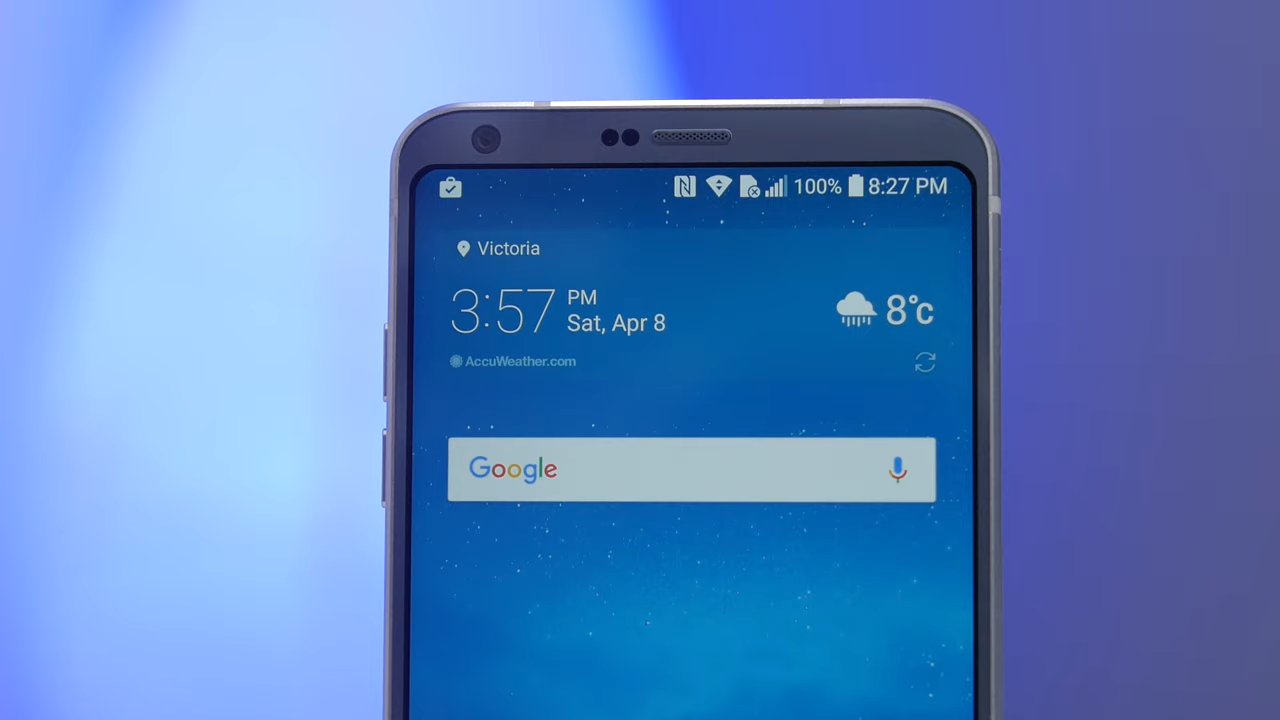 100% 8:27 PM
Victoria
3:57 PM
Sat, Apr 8
8°c
AccuWeather.com
Google